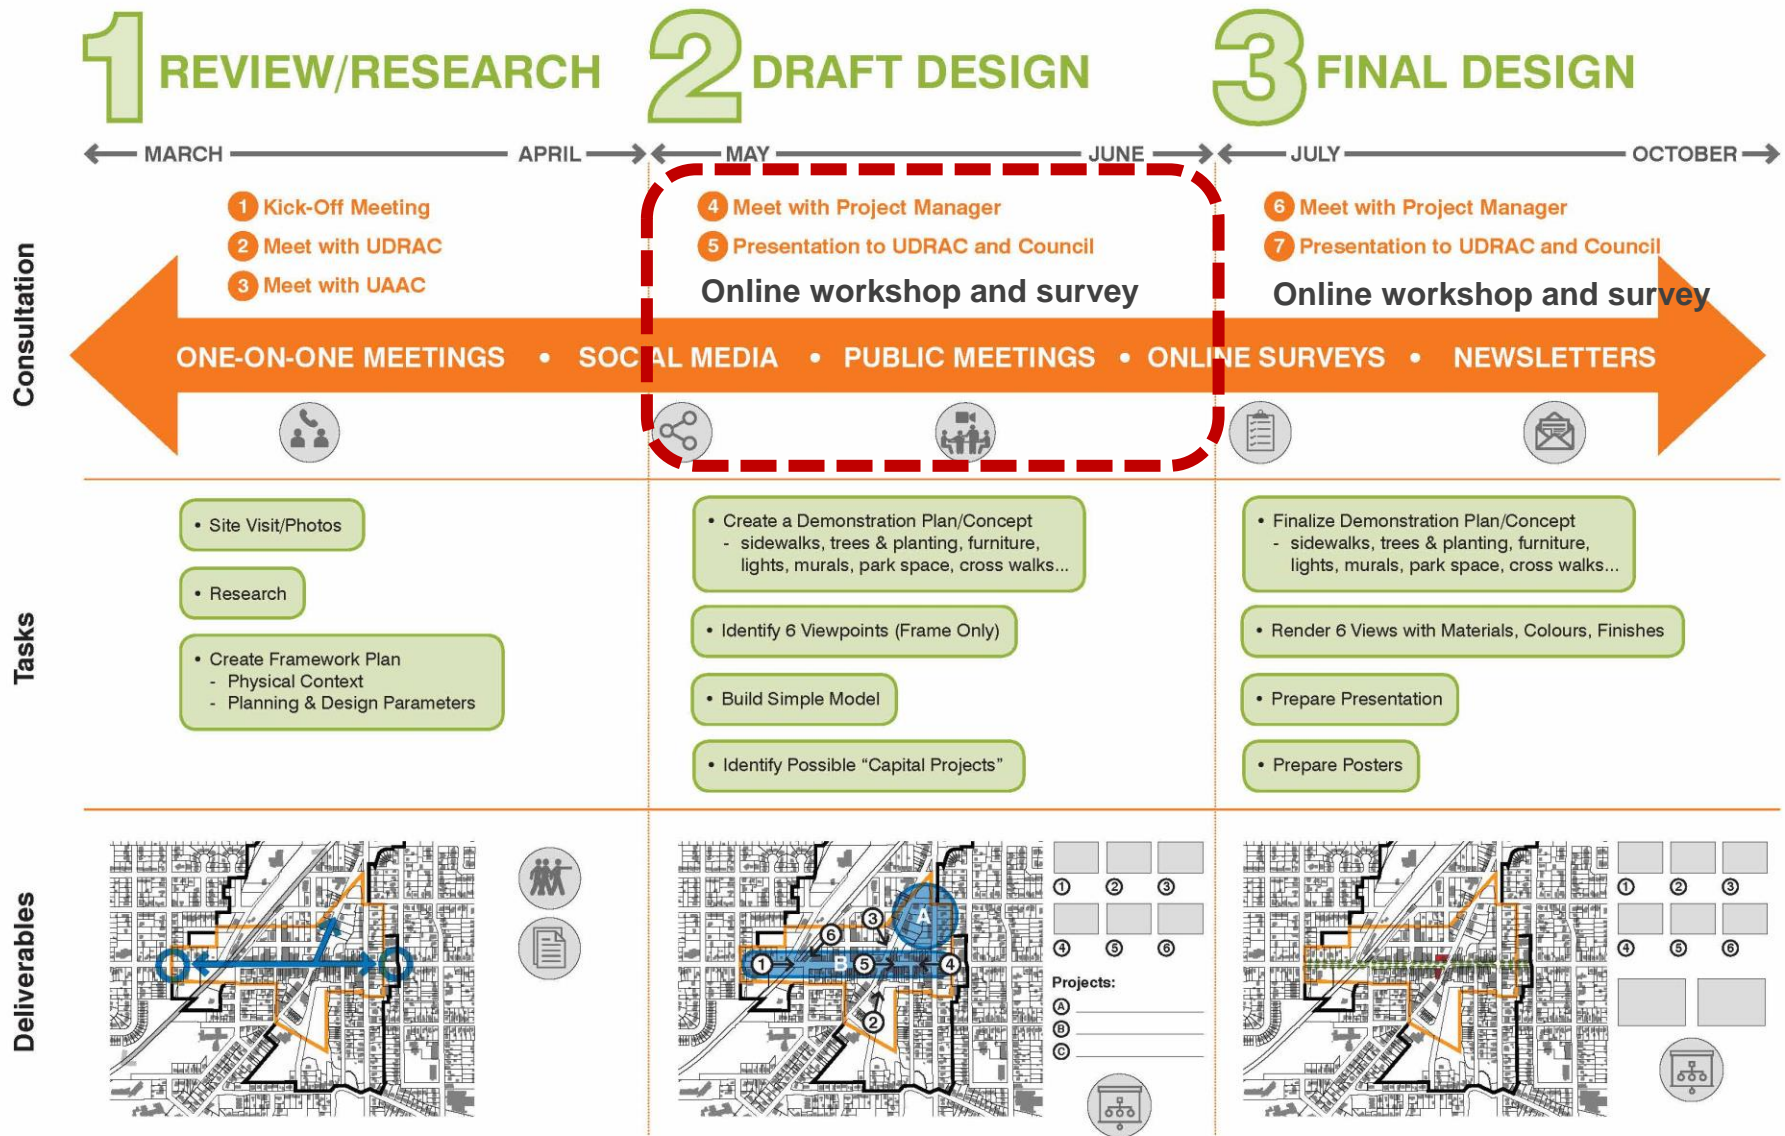 1 REVIEW/RESEARCH
2 DRAFT DESIGN
3 FINAL DESIGN
MARCH
APRIL
MAY
JUNE
JULY
OCTOBER
Consultation
1 Kick-Off Meeting
2 Meet with UDRAC
3 Meet with UAAC
4 Meet with Project Manager
5 Presentation to UDRAC and Council
Online workshop and survey
6 Meet with Project Manager
7 Presentation to UDRAC and Council
Online workshop and survey
ONE-ON-ONE MEETINGS • SOCIAL MEDIA • PUBLIC MEETINGS • ONLINE SURVEYS • NEWSLETTERS
Tasks
• Site Visit/Photos
• Research
• Create Framework Plan
- Physical Context
- Planning & Design Parameters
• Create a Demonstration Plan/Concept
- sidewalks, trees & planting, furniture,
lights, murals, park space, cross walks...
• Identify 6 Viewpoints (Frame Only)
• Build Simple Model
• Identify Possible “Capital Projects”
• Finalize Demonstration Plan/Concept
- sidewalks, trees & planting, furniture,
lights, murals, park space, cross walks...
• Render 6 Views with Materials, Colours, Finishes
• Prepare Presentation
• Prepare Posters
Deliverables
3
A
6
1
B
5
4
2
1 2 3
4 5 6
Projects:
A
B
C
1 2 3
4 5 6